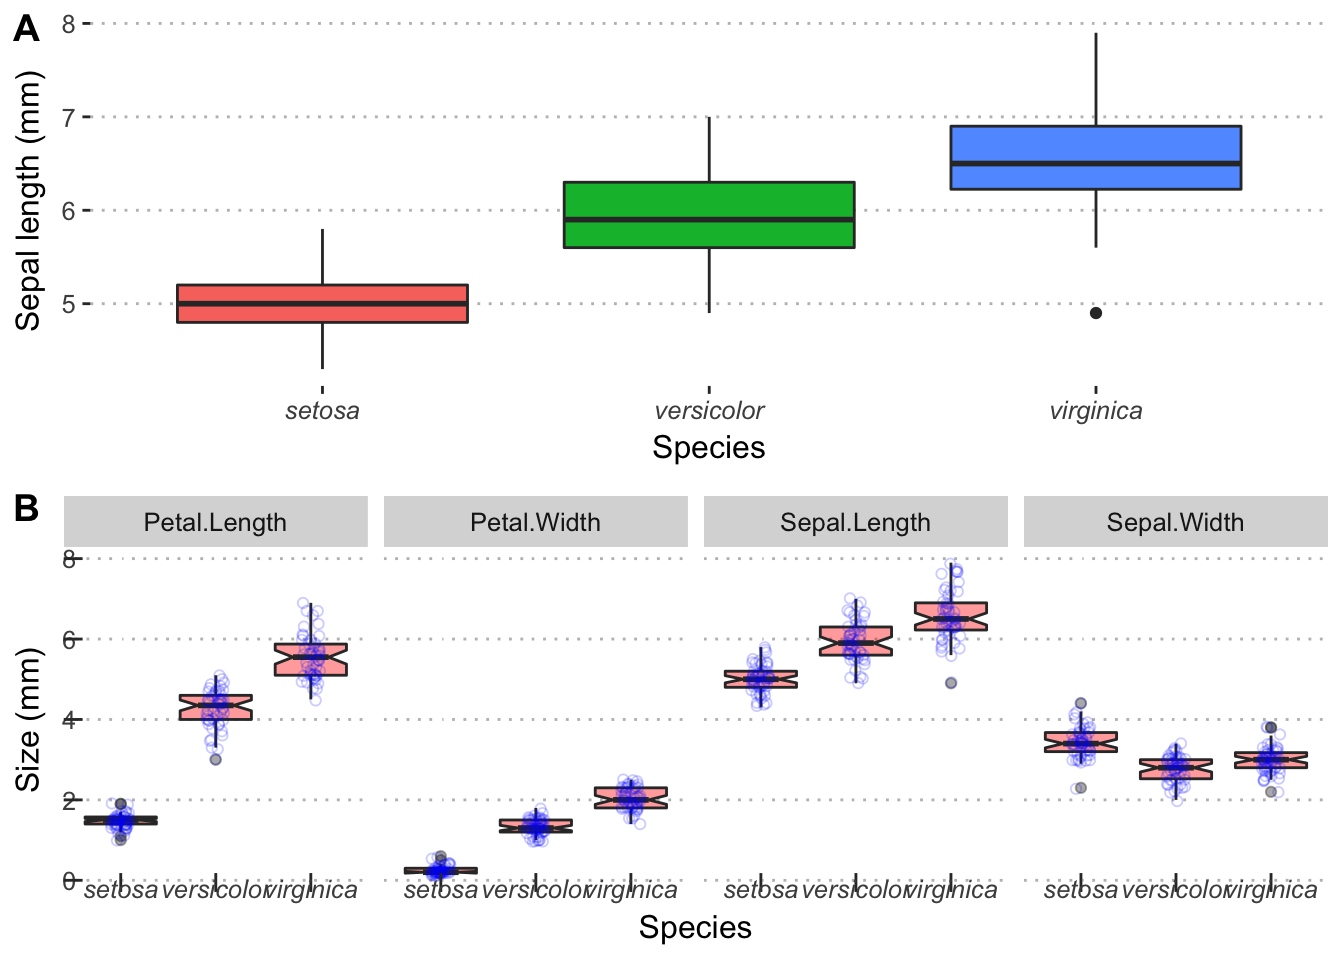 A
Sepal length (mm)
8
7
6
5
setosa versicolor virginica
Species
B
Petal.Length Petal.Width Sepal.Length Sepal.Width
Size (mm)
8
6
4
2
0
setosa versicolor virginica setosa versicolor virginica setosa versicolor virginica setosa versicolor virginica
Species